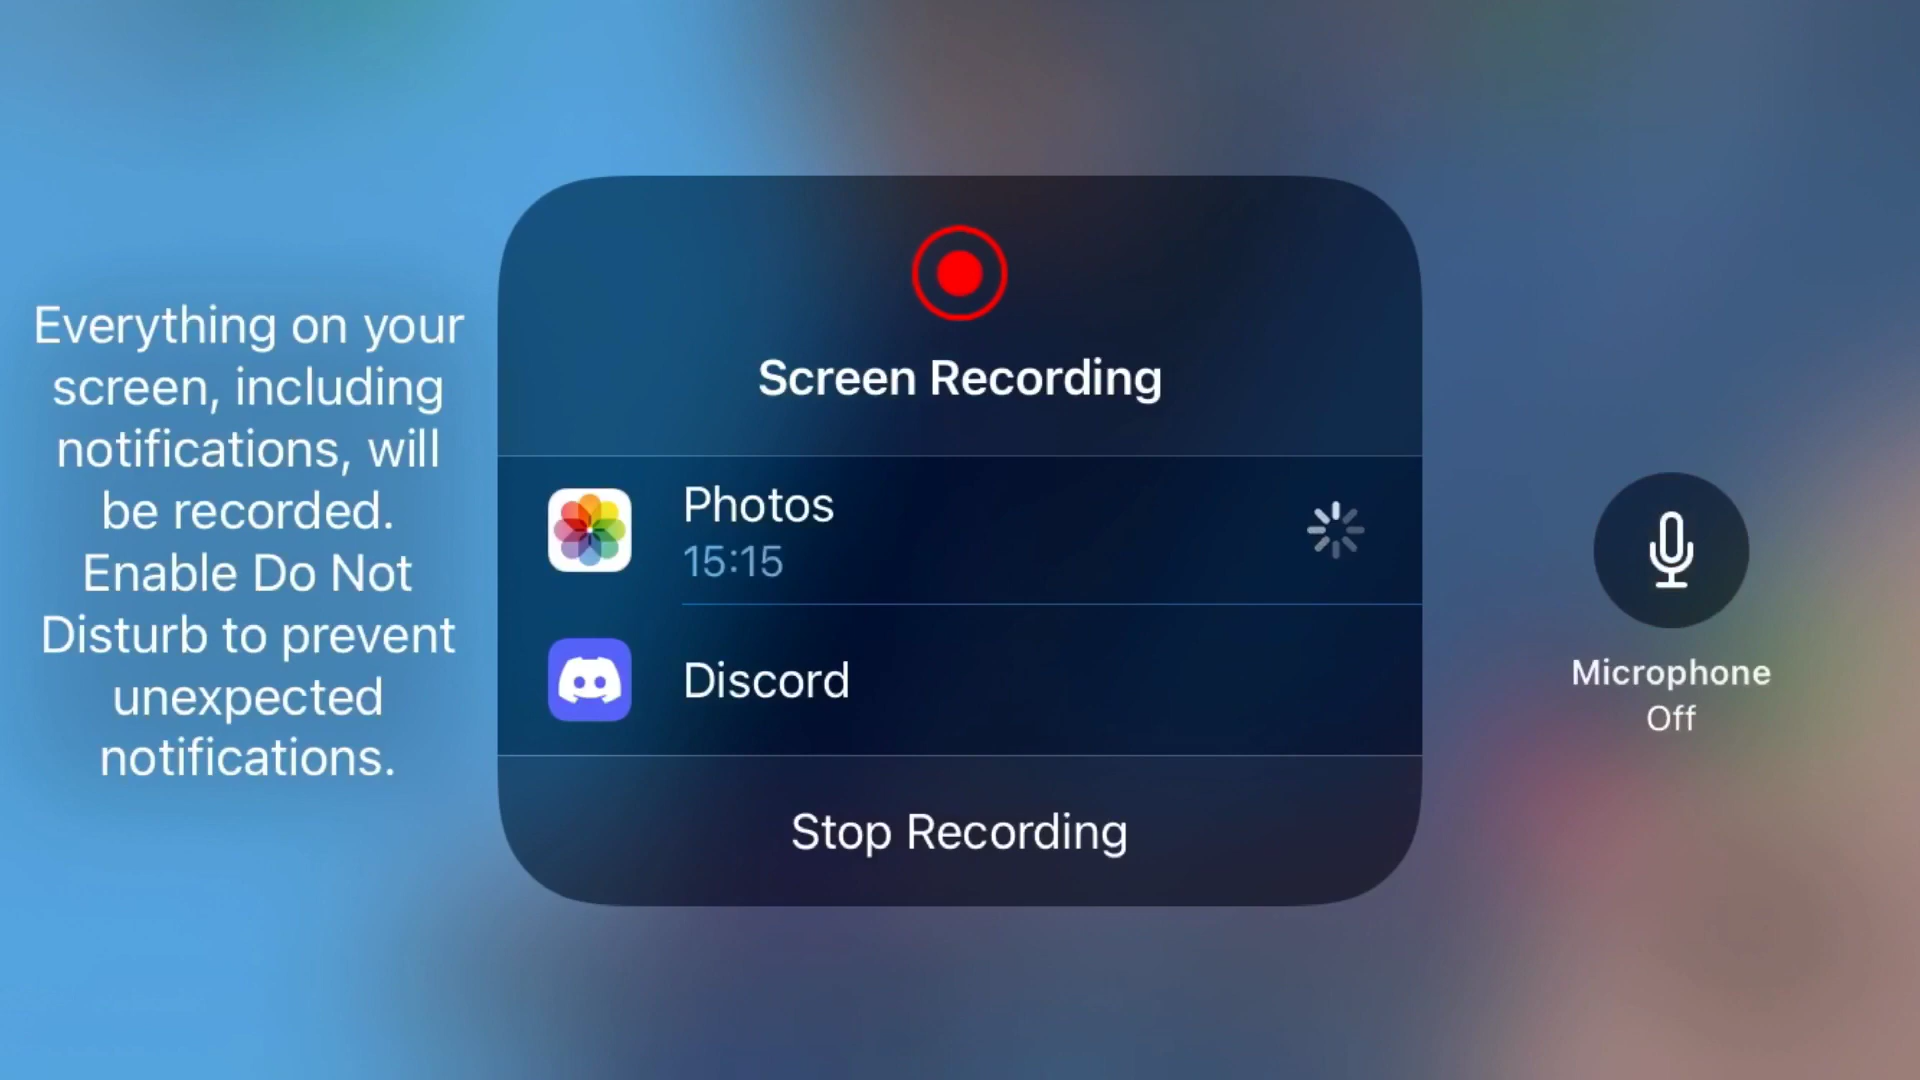 Everything on your
screen, including
notifications, will
be recorded.
Enable Do Not
Disturb to prevent
unexpected
notifications.
Screen Recording
Photos
15:15
Discord
Stop Recording
Microphone
Off